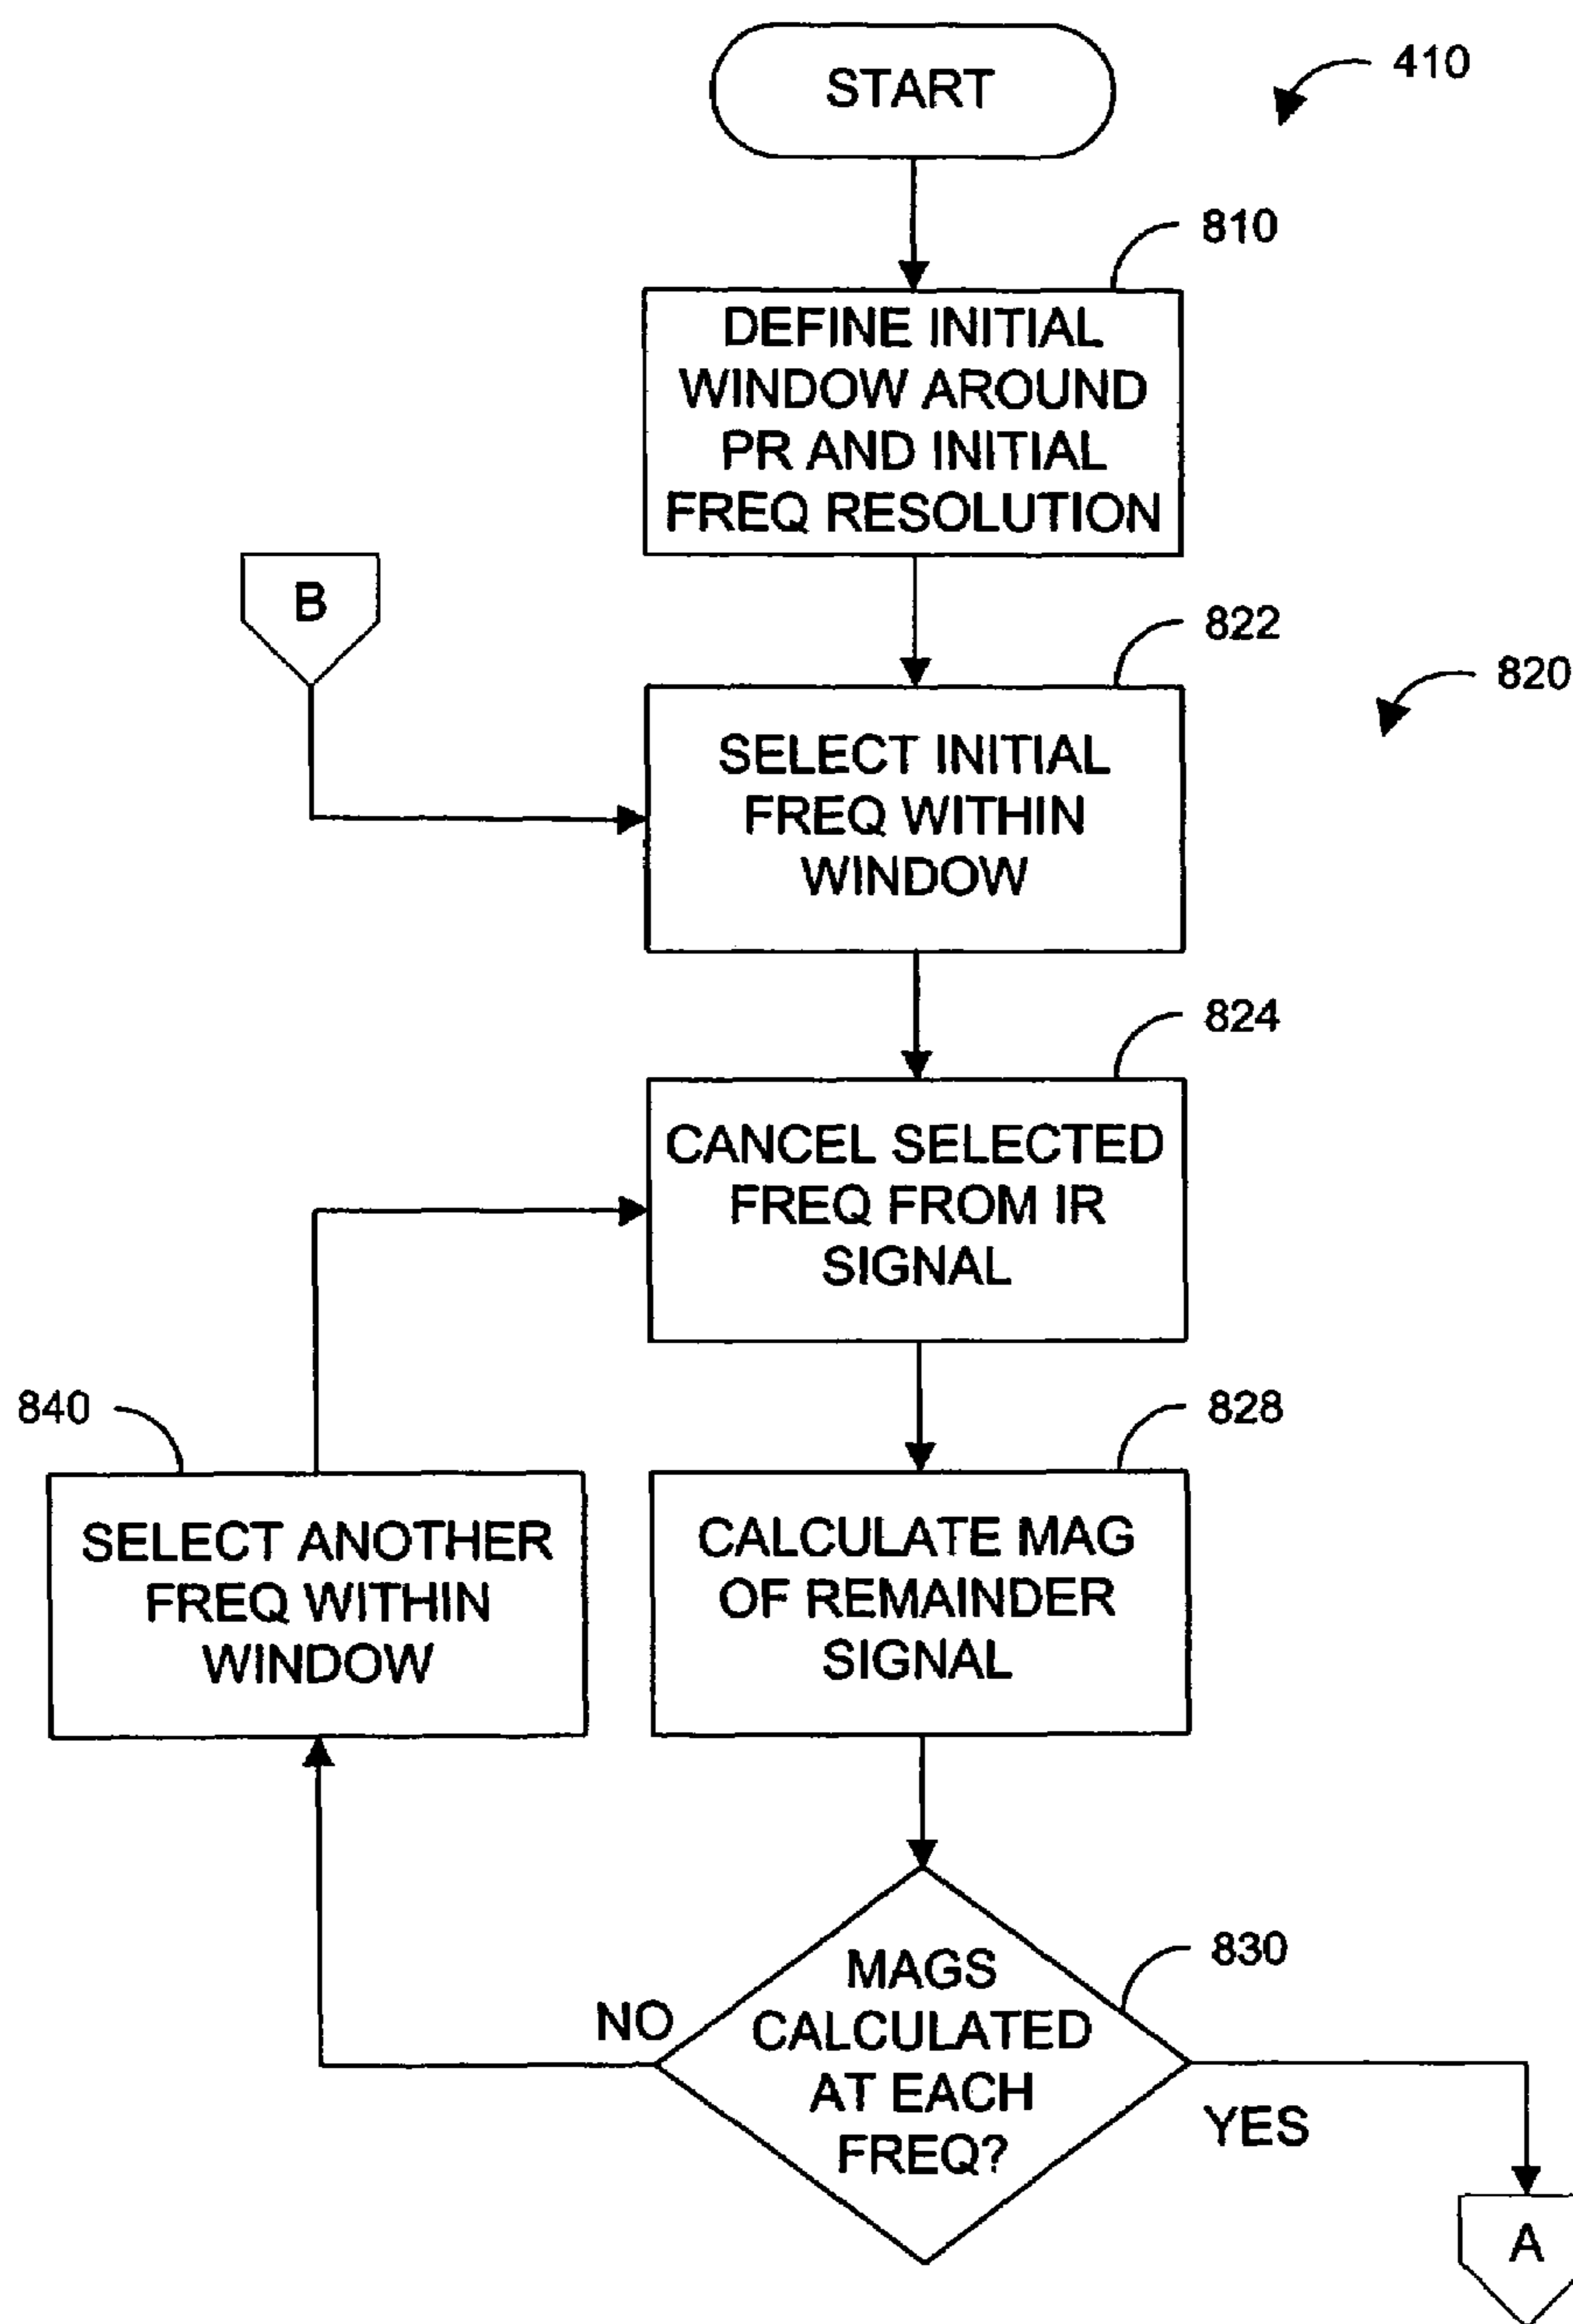 START
410
810
DEFINE INITIAL
WINDOW AROUND
PR AND INITIAL
FREQ RESOLUTION
B
822
820
SELECT INITIAL
FREQ WITHIN
WINDOW
824
CANCEL SELECTED
FREQ FROM IR
SIGNAL
840
828
SELECT ANOTHER
FREQ WITHIN
WINDOW
CALCULATE MAG
OF REMAINDER
SIGNAL
830
MAGS
CALCULATED
AT EACH
FREQ?
NO
YES
A